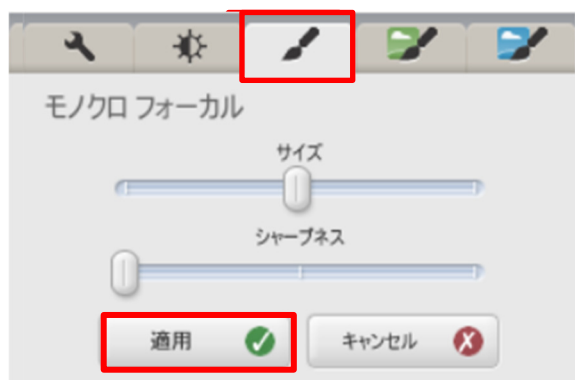 モノクロ フォーカル
サイズ
シャープネス
適用
キャンセル